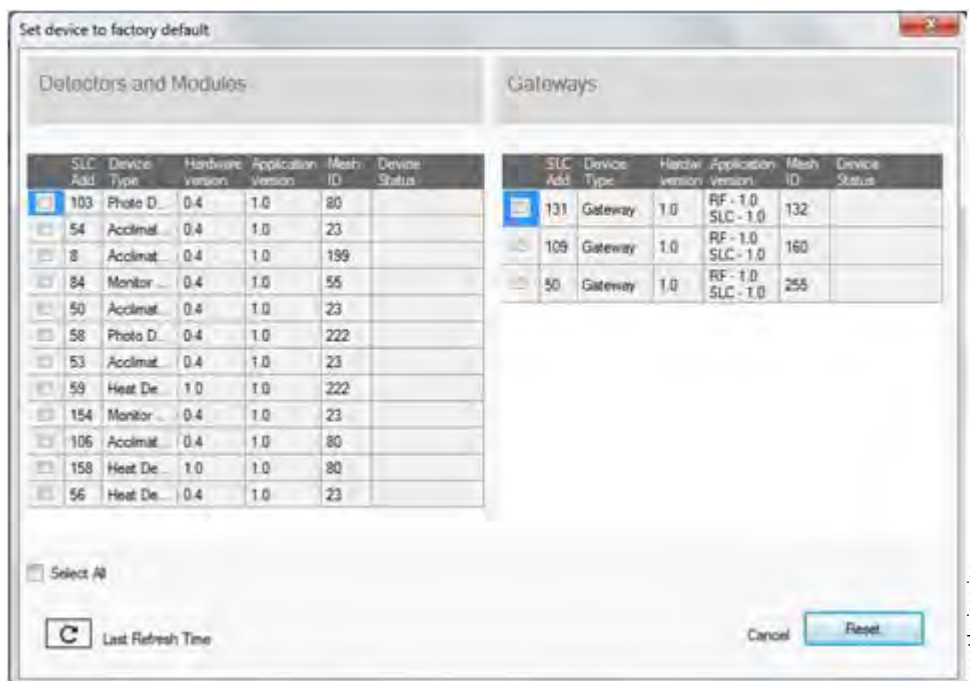 Set device to factory default
Detectors and Modules
SLC Add Device Type Hardware version Application version Mesh ID Device Status
103 Photo D... 0.4 1.0 80
54 Acclimat... 0.4 1.0 23
8 Acclimat... 0.4 1.0 199
84 Monitor ... 0.4 1.0 55
50 Acclimat... 0.4 1.0 23
58 Photo D... 0.4 1.0 222
53 Acclimat... 0.4 1.0 23
59 Heat De... 1.0 1.0 222
154 Monitor ... 0.4 1.0 23
106 Acclimat... 0.4 1.0 80
158 Heat De... 1.0 1.0 80
56 Heat De... 0.4 1.0 23
Gateways
SLC Add Device Type Hardwar version Application version Mesh ID Device Status
131 Gateway 1.0 RF - 1.0 SLC - 1.0 132
109 Gateway 1.0 RF - 1.0 SLC - 1.0 160
50 Gateway 1.0 RF - 1.0 SLC - 1.0 255
Select All
Last Refresh Time
Cancel
Reset